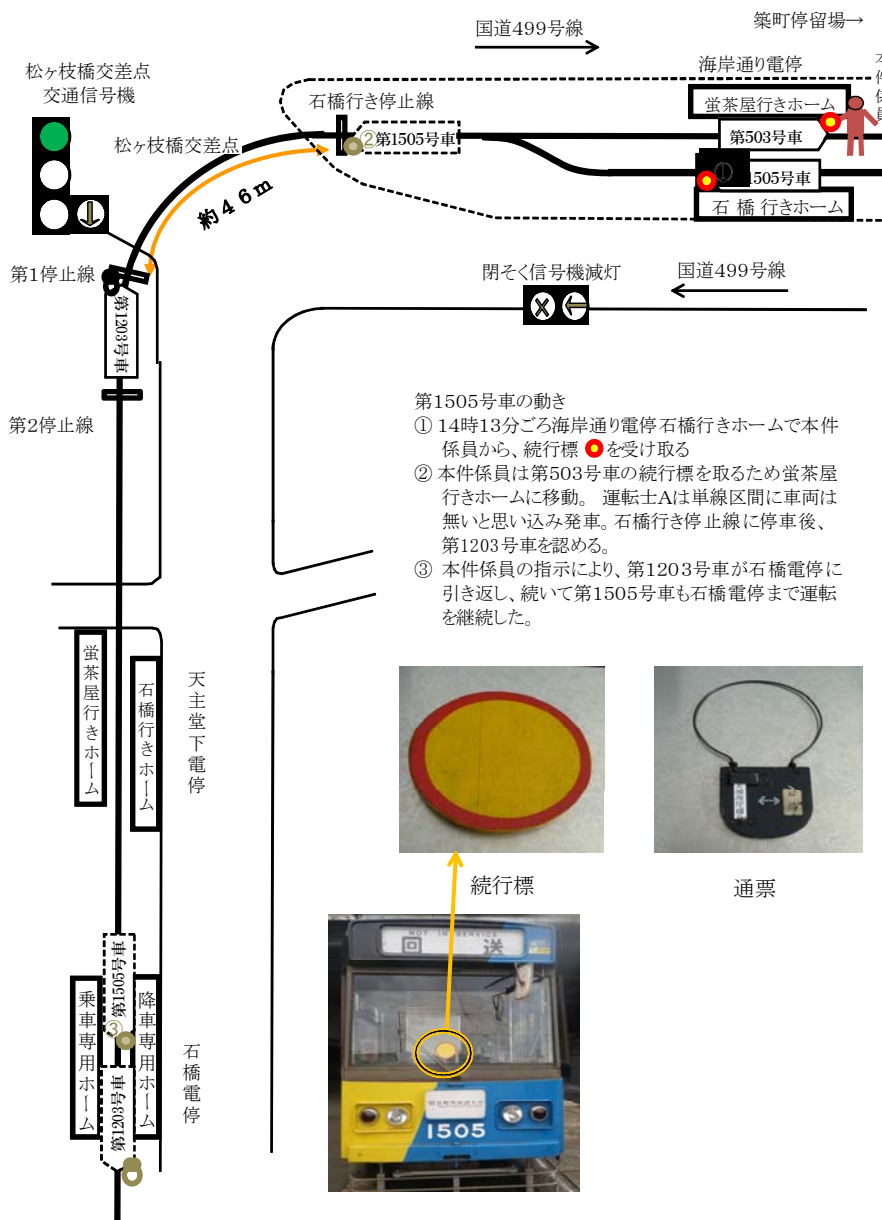 国道499号線
築町停留場→
松ヶ枝橋交差点
交通信号機
海岸通り電停
本件係員
石橋行き停止線
蛍茶屋行きホーム
松ヶ枝橋交差点
②第1505号車
第503号車
①
1505号車
石橋行きホーム
約46m
第1停止線
閉そく信号機減灯
国道499号線
第1203号車
第2停止線
第1505号車の動き
① 14時13分ごろ海岸通り電停石橋行きホームで本件
係員から、続行標 を受け取る
② 本件係員は第503号車の続行標を取るため蛍茶屋
行きホームに移動。 運転士Aは単線区間に車両は
無いと思い込み発車。石橋行き停止線に停車後、
第1203号車を認める。
③ 本件係員の指示により、第1203号車が石橋電停に
引き返し、続いて第1505号車も石橋電停まで運転
を継続した。
蛍茶屋行きホーム
石橋行きホーム
天主堂下電停
続行標
通票
NOT IN SERVICE
回送
1505
第1505号車
③
乗車専用ホーム
降車専用ホーム
石橋電停
第1203号車